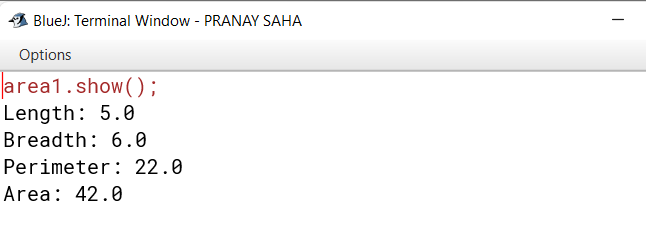 BlueJ: Terminal Window - PRANAY SAHA
Options
area1.show();
Length: 5.0
Breadth: 6.0
Perimeter: 22.0
Area: 42.0